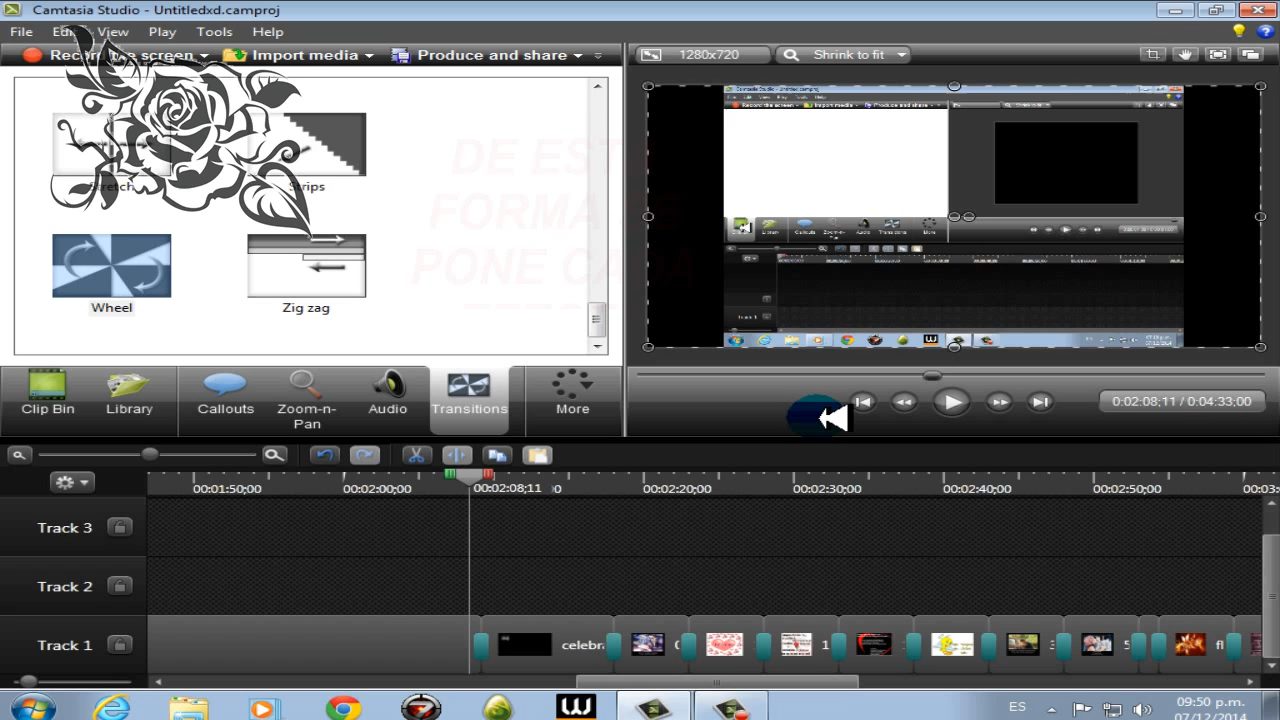 Camtasia Studio - Untitledxd.camproj
File Edit View Play Tools Help
Record the screen Import media Produce and share
1280x720 Shrink to fit
Stretch Strips
Wheel Zig zag
DE ESTA
FORMA SE
PONE CADA
Clip Bin Library Callouts Zoom-n-Pan Audio Transitions More
0:02:08;11 / 0:04:33;00
00:01:50;00 00:02:00;00 00:02:08;11 00:02:20;00 00:02:30;00 00:02:40;00 00:02:50;00
Track 3
Track 2
Track 1 celebr
ES 09:50 p.m.
07/12/2014